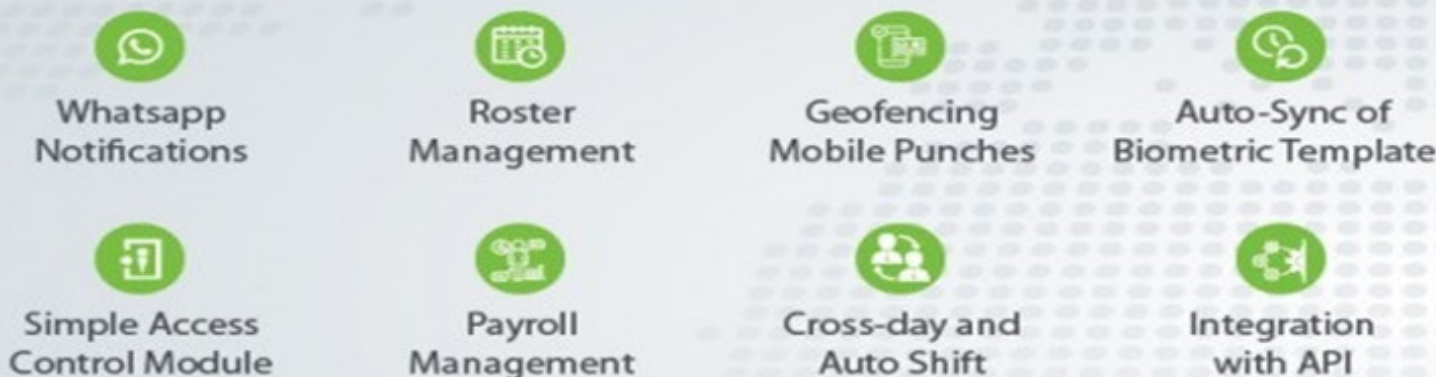 Whatsapp
Notifications
Roster
Management
Geofencing
Mobile Punches
Auto-Sync of
Biometric Template
Simple Access
Control Module
Payroll
Management
Cross-day and
Auto Shift
Integration
with API